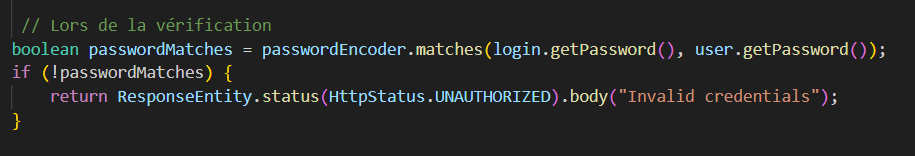 // Lors de la vérification
boolean passwordMatches = passwordEncoder.matches(login.getPassword(), user.getPassword());
if (!passwordMatches) {
    return ResponseEntity.status(HttpStatus.UNAUTHORIZED).body("Invalid credentials");
}